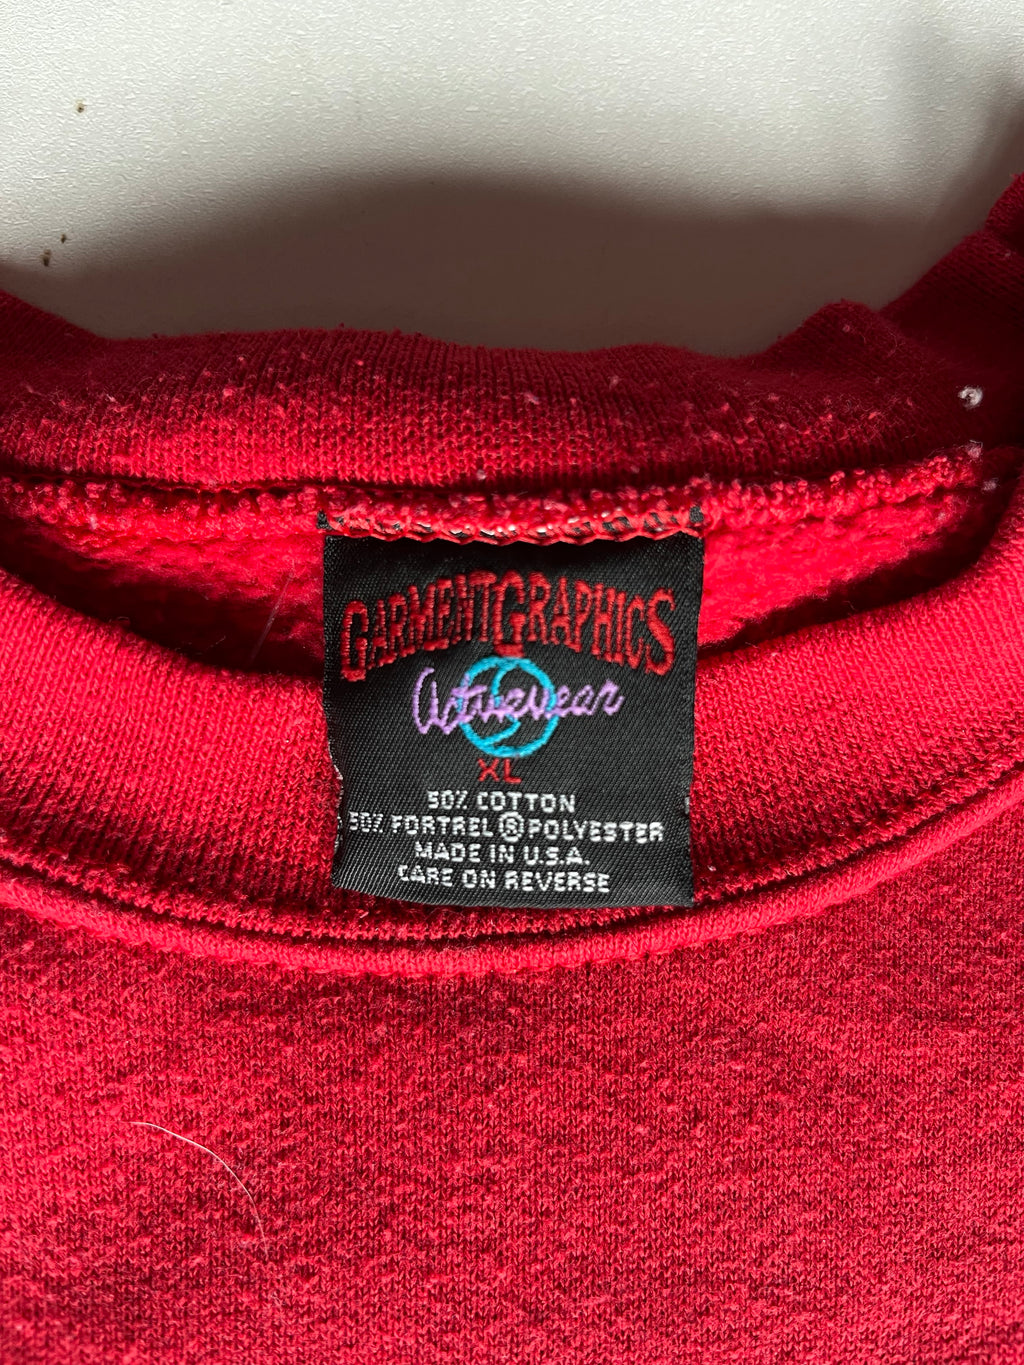 GARMENTGRAPHICS
Activewear
XL
50% COTTON
50% FORTREL ® POLYESTER
MADE IN U.S.A.
CARE ON REVERSE